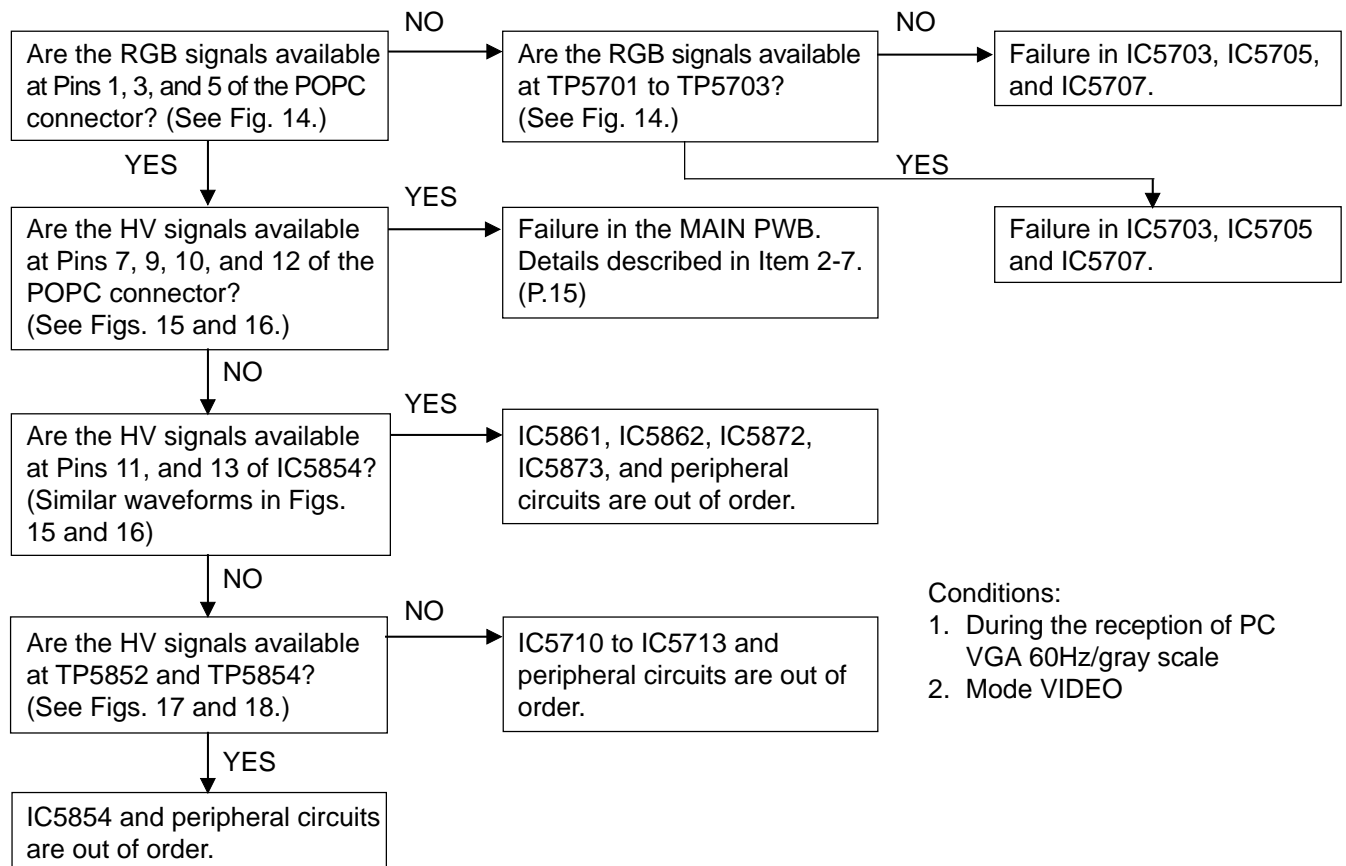 NO
NO
Are the RGB signals available
at Pins 1, 3, and 5 of the POPC
connector? (See Fig. 14.)
Are the RGB signals available
at TP5701 to TP5703?
(See Fig. 14.)
Failure in IC5703, IC5705,
and IC5707.
YES
YES
YES
Are the HV signals available
at Pins 7, 9, 10, and 12 of the
POPC connector?
(See Figs. 15 and 16.)
Failure in the MAIN PWB.
Details described in Item 2-7.
(P.15)
Failure in IC5703, IC5705
and IC5707.
NO
YES
Are the HV signals available
at Pins 11, and 13 of IC5854?
(Similar waveforms in Figs.
15 and 16)
IC5861, IC5862, IC5872,
IC5873, and peripheral
circuits are out of order.
NO
NO
Are the HV signals available
at TP5852 and TP5854?
(See Figs. 17 and 18.)
IC5710 to IC5713 and
peripheral circuits are out of
order.
Conditions:
1. During the reception of PC
VGA 60Hz/gray scale
2. Mode VIDEO
YES
IC5854 and peripheral circuits
are out of order.